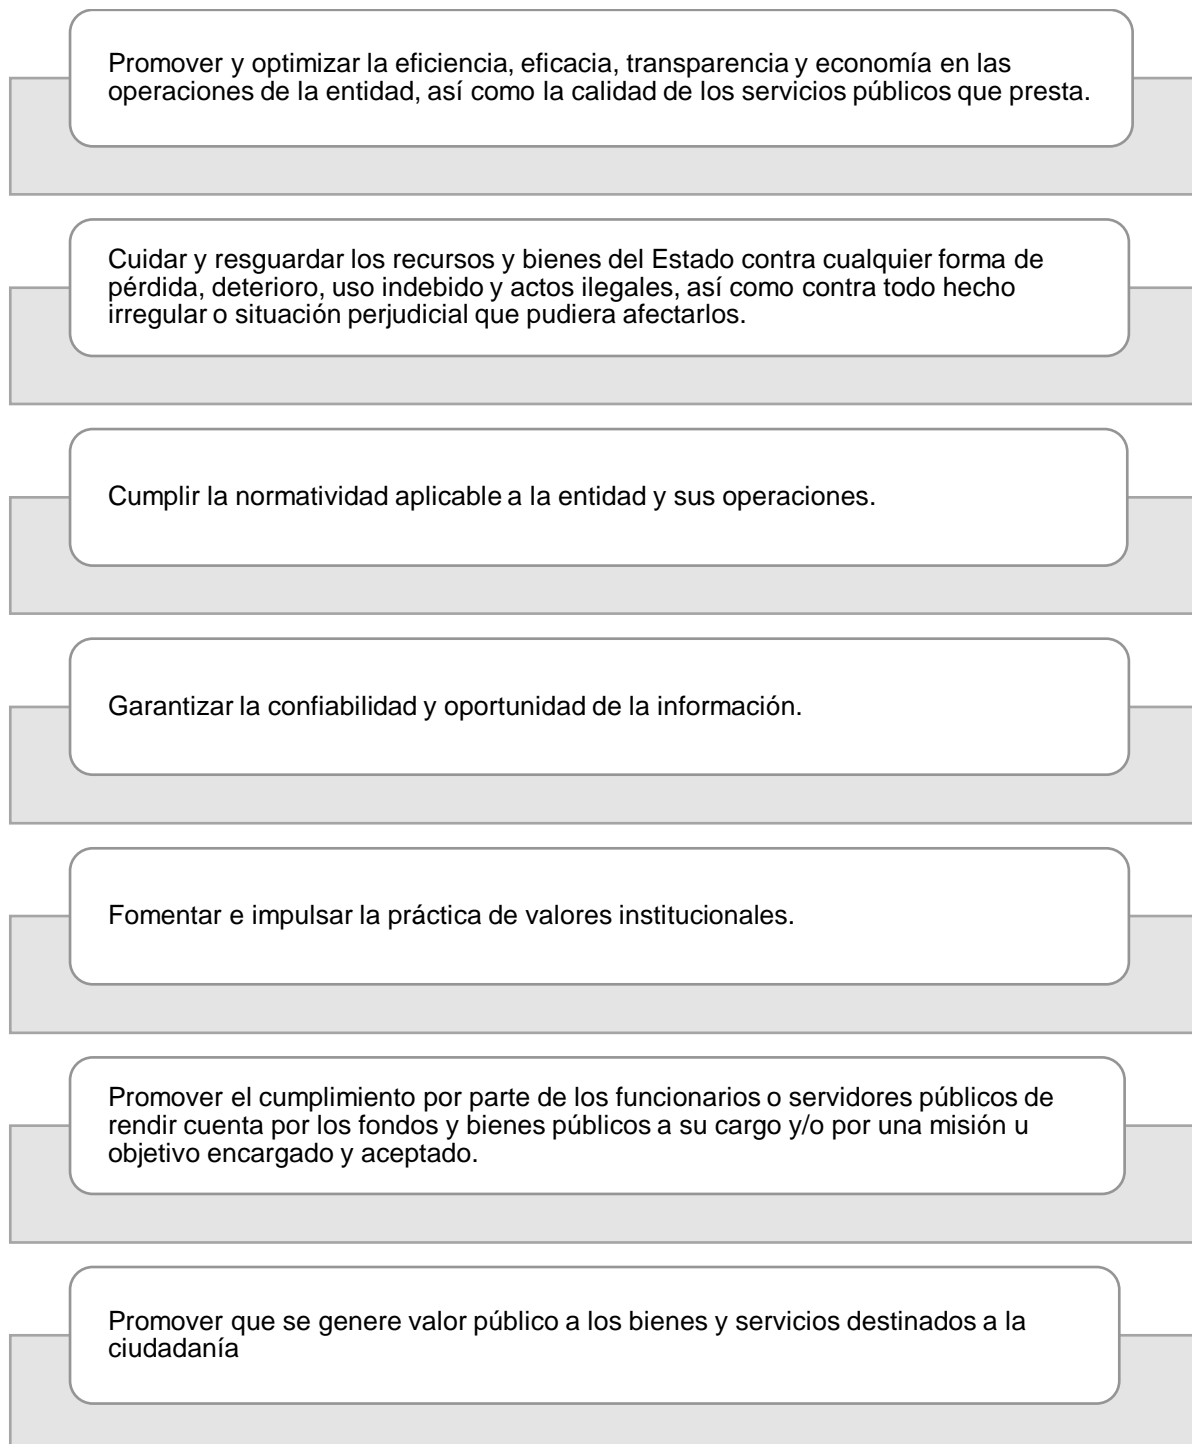 Promover y optimizar la eficiencia, eficacia, transparencia y economía en las
operaciones de la entidad, así como la calidad de los servicios públicos que presta.
Cuidar y resguardar los recursos y bienes del Estado contra cualquier forma de
pérdida, deterioro, uso indebido y actos ilegales, así como contra todo hecho
irregular o situación perjudicial que pudiera afectarlos.
Cumplir la normatividad aplicable a la entidad y sus operaciones.
Garantizar la confiabilidad y oportunidad de la información.
Fomentar e impulsar la práctica de valores institucionales.
Promover el cumplimiento por parte de los funcionarios o servidores públicos de
rendir cuenta por los fondos y bienes públicos a su cargo y/o por una misión u
objetivo encargado y aceptado.
Promover que se genere valor público a los bienes y servicios destinados a la
ciudadanía